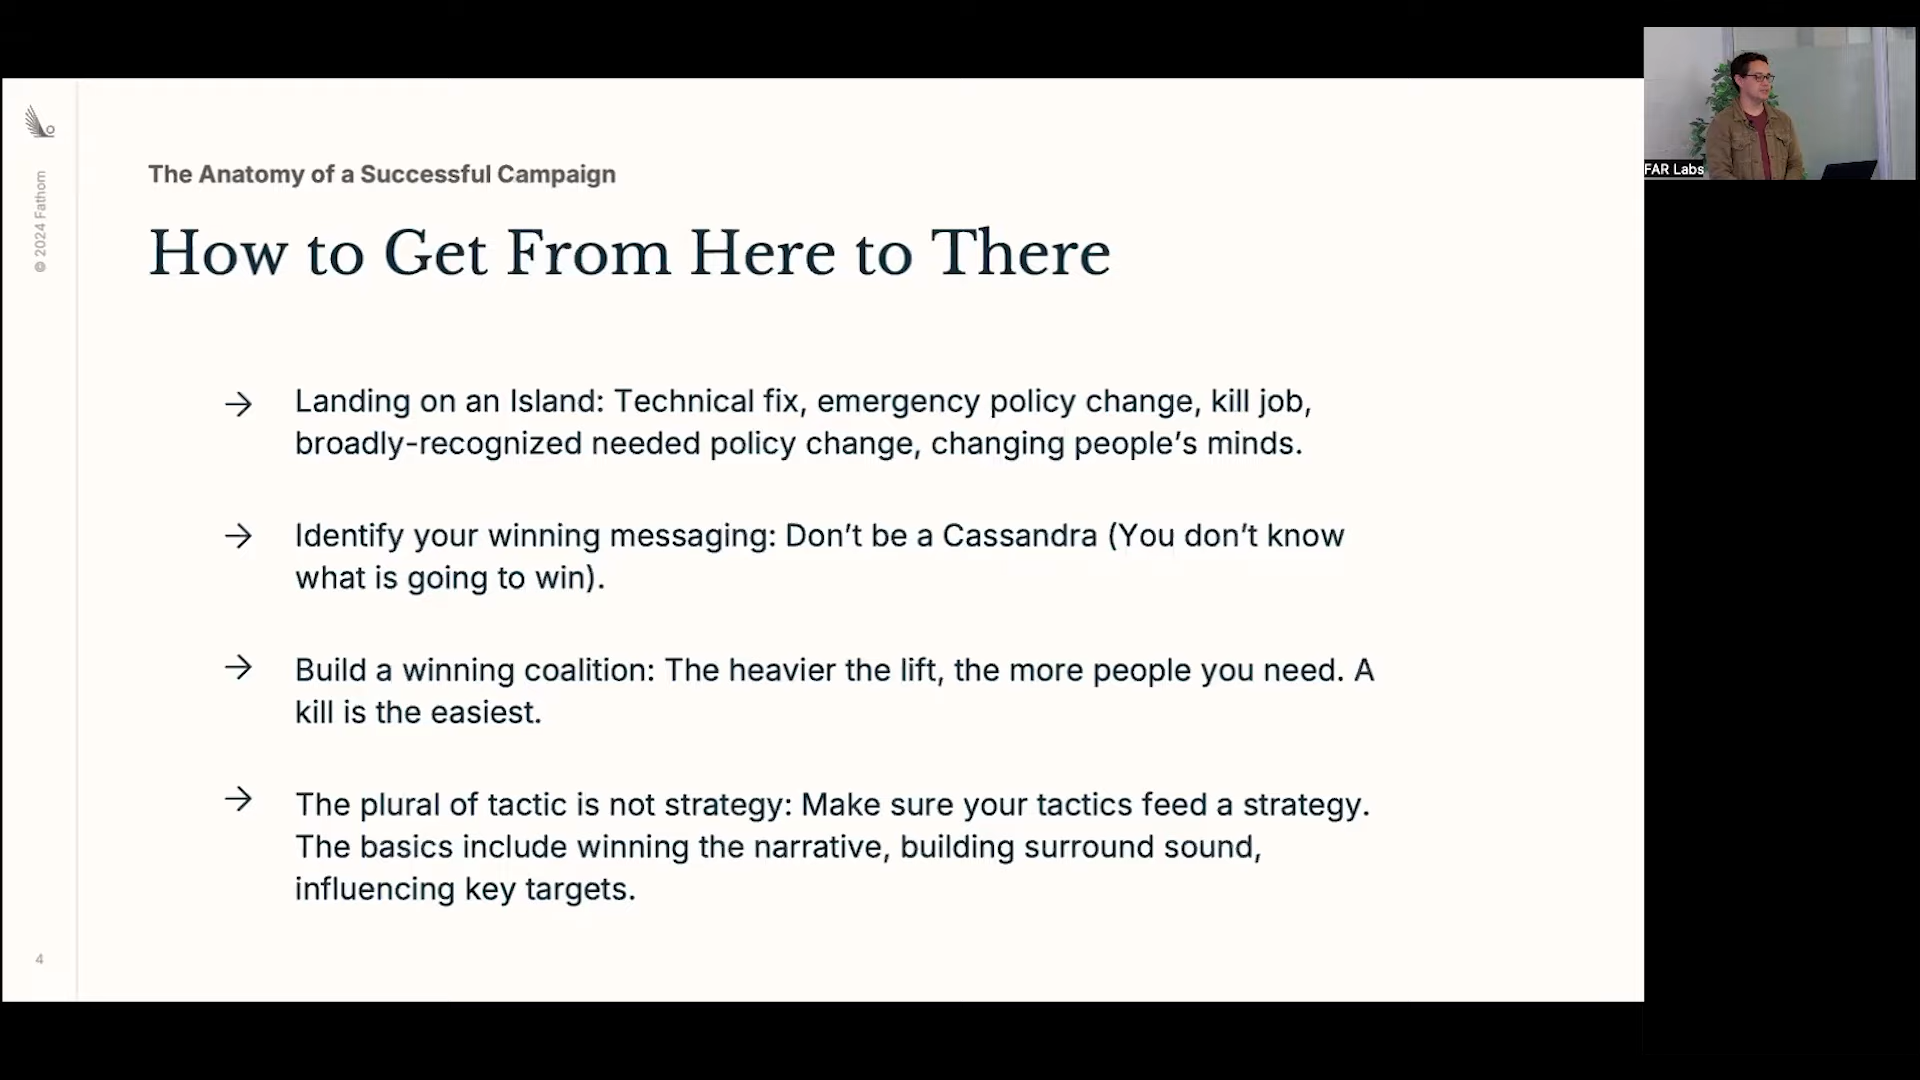 © 2024 Fathom
The Anatomy of a Successful Campaign
How to Get From Here to There
→ Landing on an Island: Technical fix, emergency policy change, kill job,
broadly-recognized needed policy change, changing people’s minds.
→ Identify your winning messaging: Don’t be a Cassandra (You don’t know
what is going to win).
→ Build a winning coalition: The heavier the lift, the more people you need. A
kill is the easiest.
→ The plural of tactic is not strategy: Make sure your tactics feed a strategy.
The basics include winning the narrative, building surround sound,
influencing key targets.
4
FAR Labs